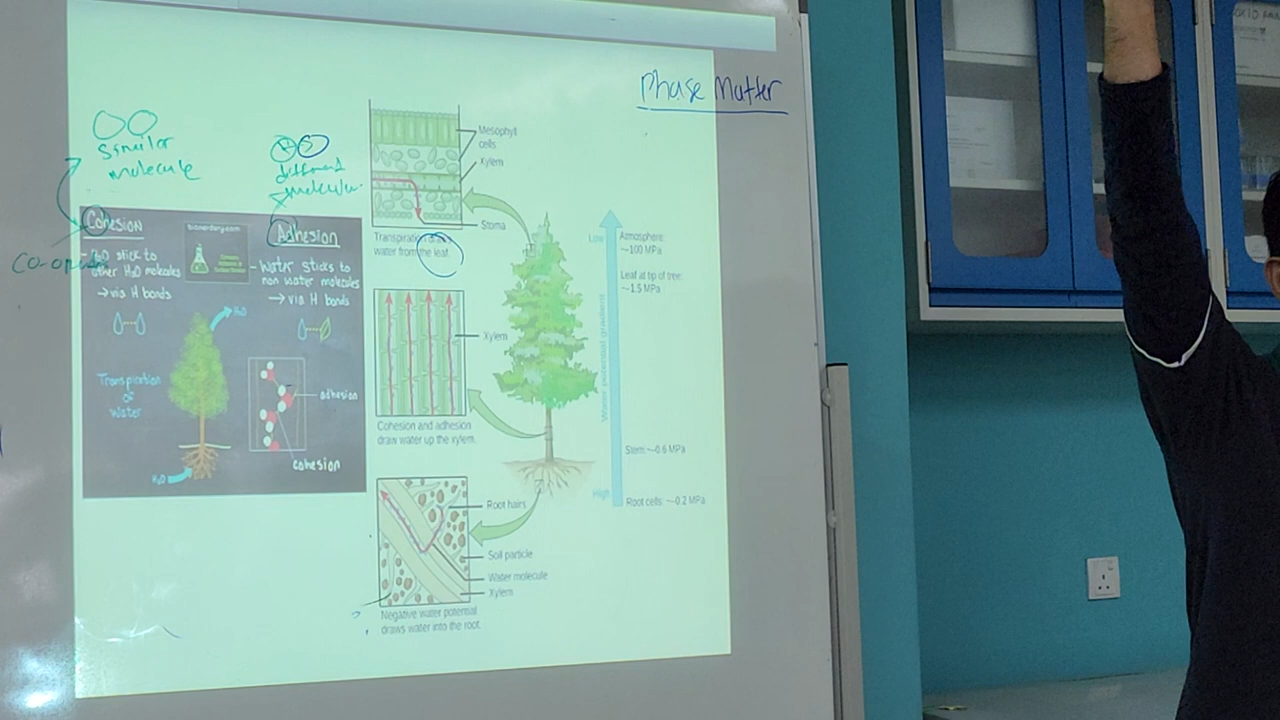 Phase Matter
Similar
molecule
different
Cohesion
Adhesion
- H₂O stick to
other H₂O molecules
→ via H bonds
- Water sticks to
non water molecules
→ via H bonds
H₂O
Transpiration
of
Water
adhesion
cohesion
H₂O
Mesophyll
cells
Xylem
Stoma
Transpiration draws
water from the leaf.
Xylem
Cohesion and adhesion
draw water up the xylem.
Root hairs
Soil particle
Water molecule
Xylem
Negative water potential
draws water into the root.
Low
Atmosphere:
~-100 MPa
Leaf at tip of tree:
~-1.5 MPa
Water potential gradient
Stem: ~-0.6 MPa
High
Root cells: ~-0.2 MPa